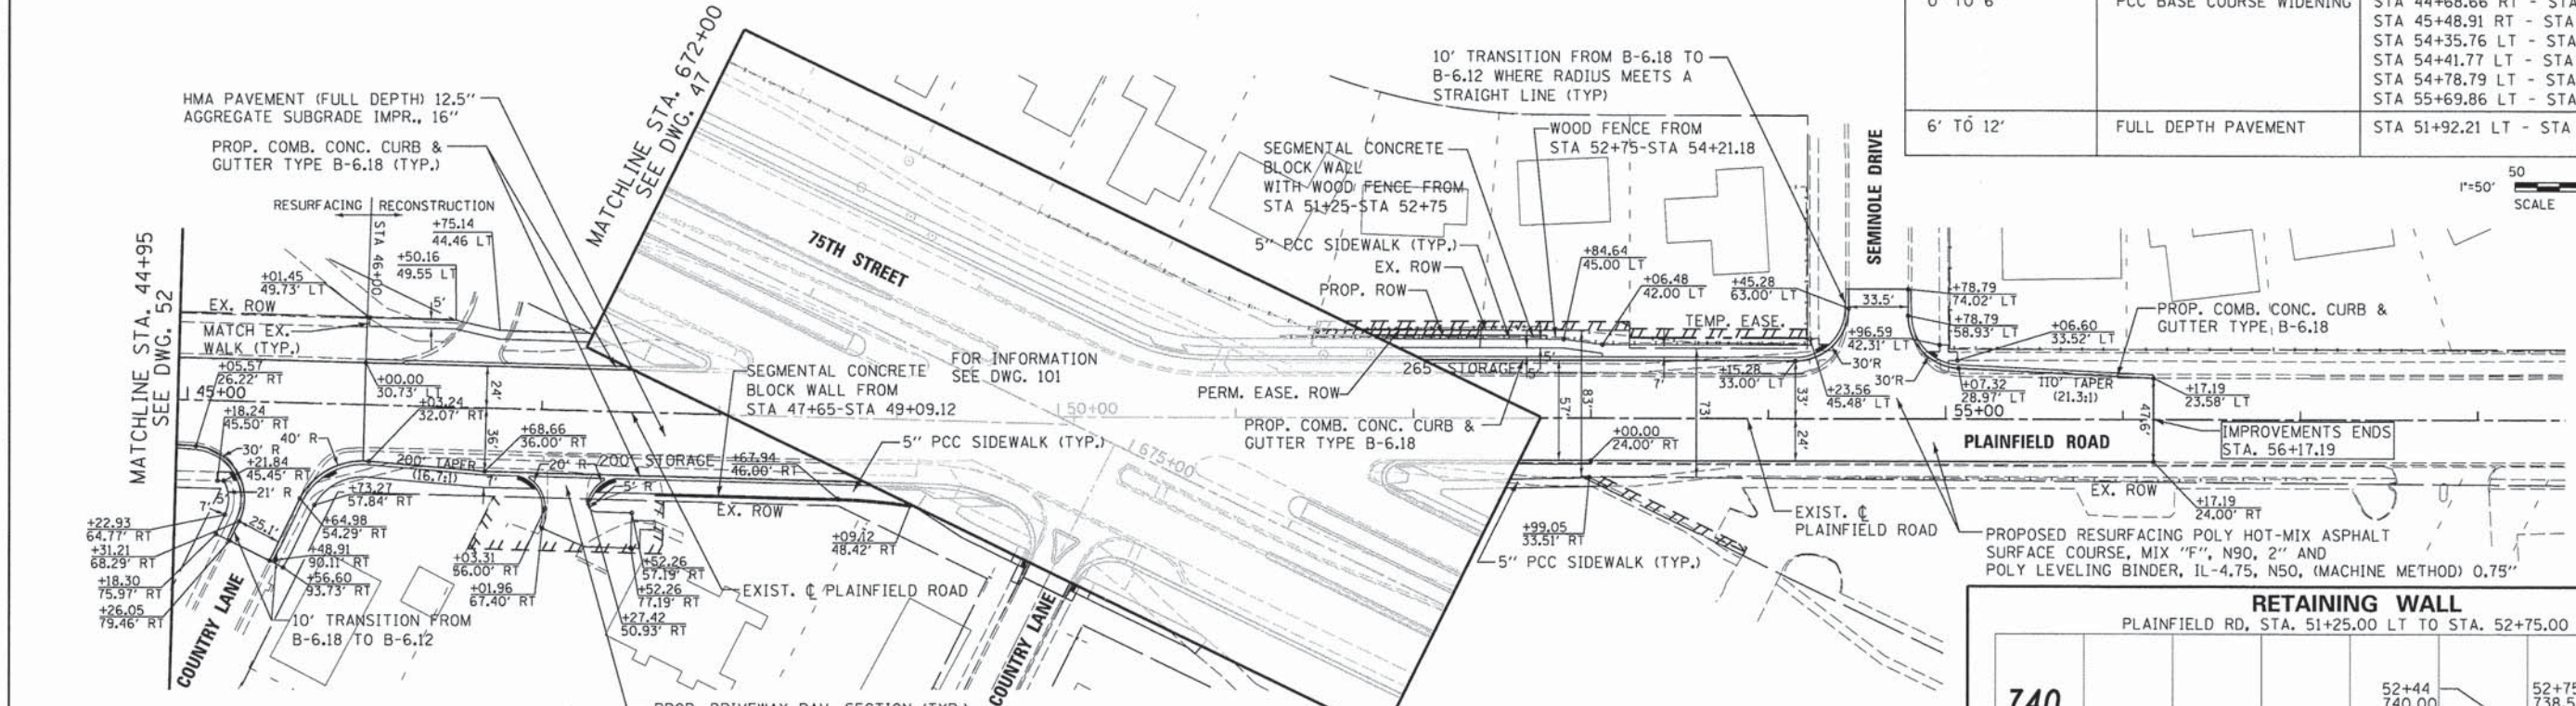 0' TO 6'
PCC BASE COURSE WIDENING
STA 44+68.66 RT - STA
STA 45+48.91 RT - STA
STA 54+35.76 LT - STA
STA 54+41.77 LT - STA
STA 54+78.79 LT - STA
STA 55+69.86 LT - STA
6' TO 12'
FULL DEPTH PAVEMENT
STA 51+92.21 LT - STA
50
1"=50'
SCALE
HMA PAVEMENT (FULL DEPTH) 12.5"
AGGREGATE SUBGRADE IMPR., 16"
PROP. COMB. CONC. CURB &
GUTTER TYPE B-6.18 (TYP.)
RESURFACING
RECONSTRUCTION
STA 46+00
MATCHLINE STA. 672+00
SEE DWG. 47
MATCHLINE STA. 44+95
SEE DWG. 52
+75.14
44.46 LT
+50.16
49.55 LT
+01.45
49.73' LT
5'
EX. ROW
MATCH EX.
WALK (TYP.)
+05.57
26.22' RT
45+00
+18.24
45.50' RT
30' R
40' R
+21.84
45.45' RT
21' R
5'
7'
+22.93
64.77' RT
+31.21
68.29' RT
+18.30
75.97' RT
+26.05
79.46' RT
25.1'
COUNTRY LANE
+00.00
30.73' LT
+03.24
32.07' RT
24'
36'
+68.66
36.00' RT
200' TAPER
(16.7:1)
7'
20' R
200' STORAGE
5' R
+67.94
46.00' RT
+73.27
57.84' RT
+64.98
54.29' RT
+48.91
90.11' RT
+56.60
93.73' RT
+03.31
56.00' RT
+01.96
67.40' RT
+52.26
57.19' RT
+52.26
77.19' RT
+27.42
50.93' RT
10' TRANSITION FROM
B-6.18 TO B-6.12
EX. ROW
EXIST. ℄ PLAINFIELD ROAD
+09.12
48.42' RT
5" PCC SIDEWALK (TYP.)
SEGMENTAL CONCRETE
BLOCK WALL FROM
STA 47+65-STA 49+09.12
FOR INFORMATION
SEE DWG. 101
75TH STREET
50+00
675+00
COUNTRY LANE
10' TRANSITION FROM B-6.18 TO
B-6.12 WHERE RADIUS MEETS A
STRAIGHT LINE (TYP)
SEGMENTAL CONCRETE
BLOCK WALL
WITH WOOD FENCE FROM
STA 51+25-STA 52+75
WOOD FENCE FROM
STA 52+75-STA 54+21.18
5" PCC SIDEWALK (TYP.)
EX. ROW
PROP. ROW
PERM. EASE. ROW
PROP. COMB. CONC. CURB &
GUTTER TYPE B-6.18
265' STORAGE
5'
+84.64
45.00 LT
+06.48
42.00 LT
+45.28
63.00' LT
TEMP. EASE.
SEMINOLE DRIVE
33.5'
+78.79
74.02' LT
+78.79
58.93' LT
+96.59
42.31' LT
30'R
30'R
+15.28
33.00' LT
+23.56
45.48' LT
7'
57'
83'
73'
33'
24'
+00.00
24.00' RT
+06.60
33.52' LT
+07.32
28.97' LT
110' TAPER
(21.3:1)
55+00
PROP. COMB. CONC. CURB &
GUTTER TYPE B-6.18
+17.19
23.58' LT
47.6'
PLAINFIELD ROAD
IMPROVEMENTS ENDS
STA. 56+17.19
EX. ROW
+17.19
24.00' RT
EXIST. ℄
PLAINFIELD ROAD
+99.05
33.51' RT
5" PCC SIDEWALK (TYP.)
PROPOSED RESURFACING POLY HOT-MIX ASPHALT
SURFACE COURSE, MIX "F", N90, 2" AND
POLY LEVELING BINDER, IL-4.75, N50, (MACHINE METHOD) 0.75"
RETAINING WALL
PLAINFIELD RD, STA. 51+25.00 LT TO STA. 52+75.00
740
52+44
740.00